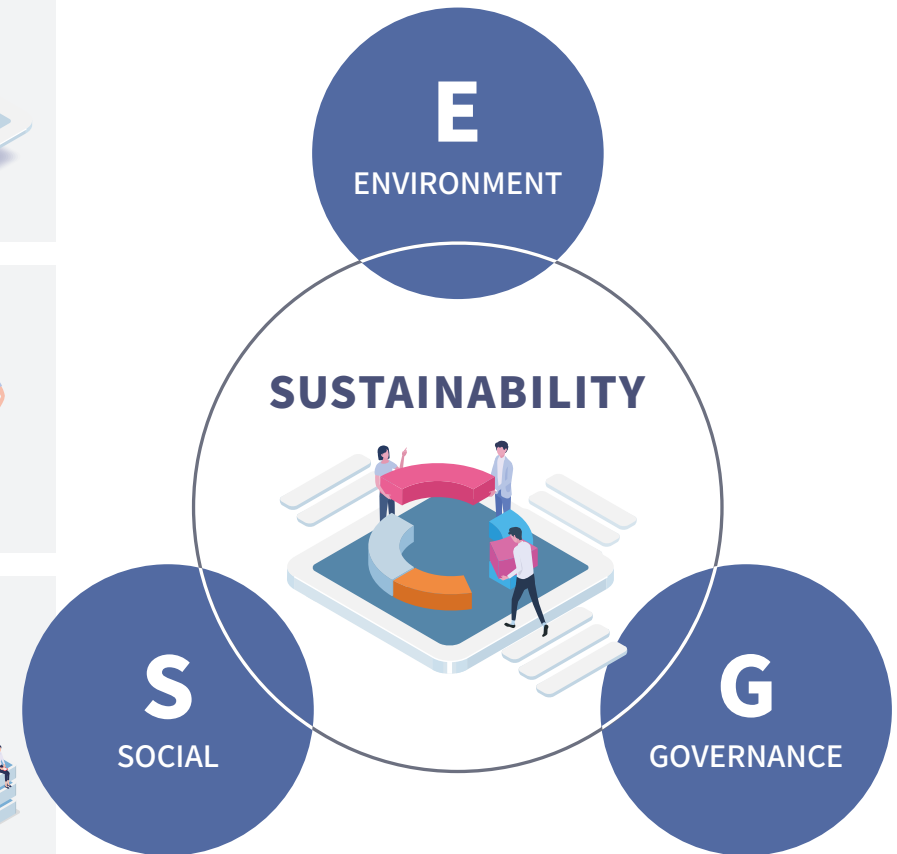 E
ENVIRONMENT
SUSTAINABILITY
S
SOCIAL
G
GOVERNANCE